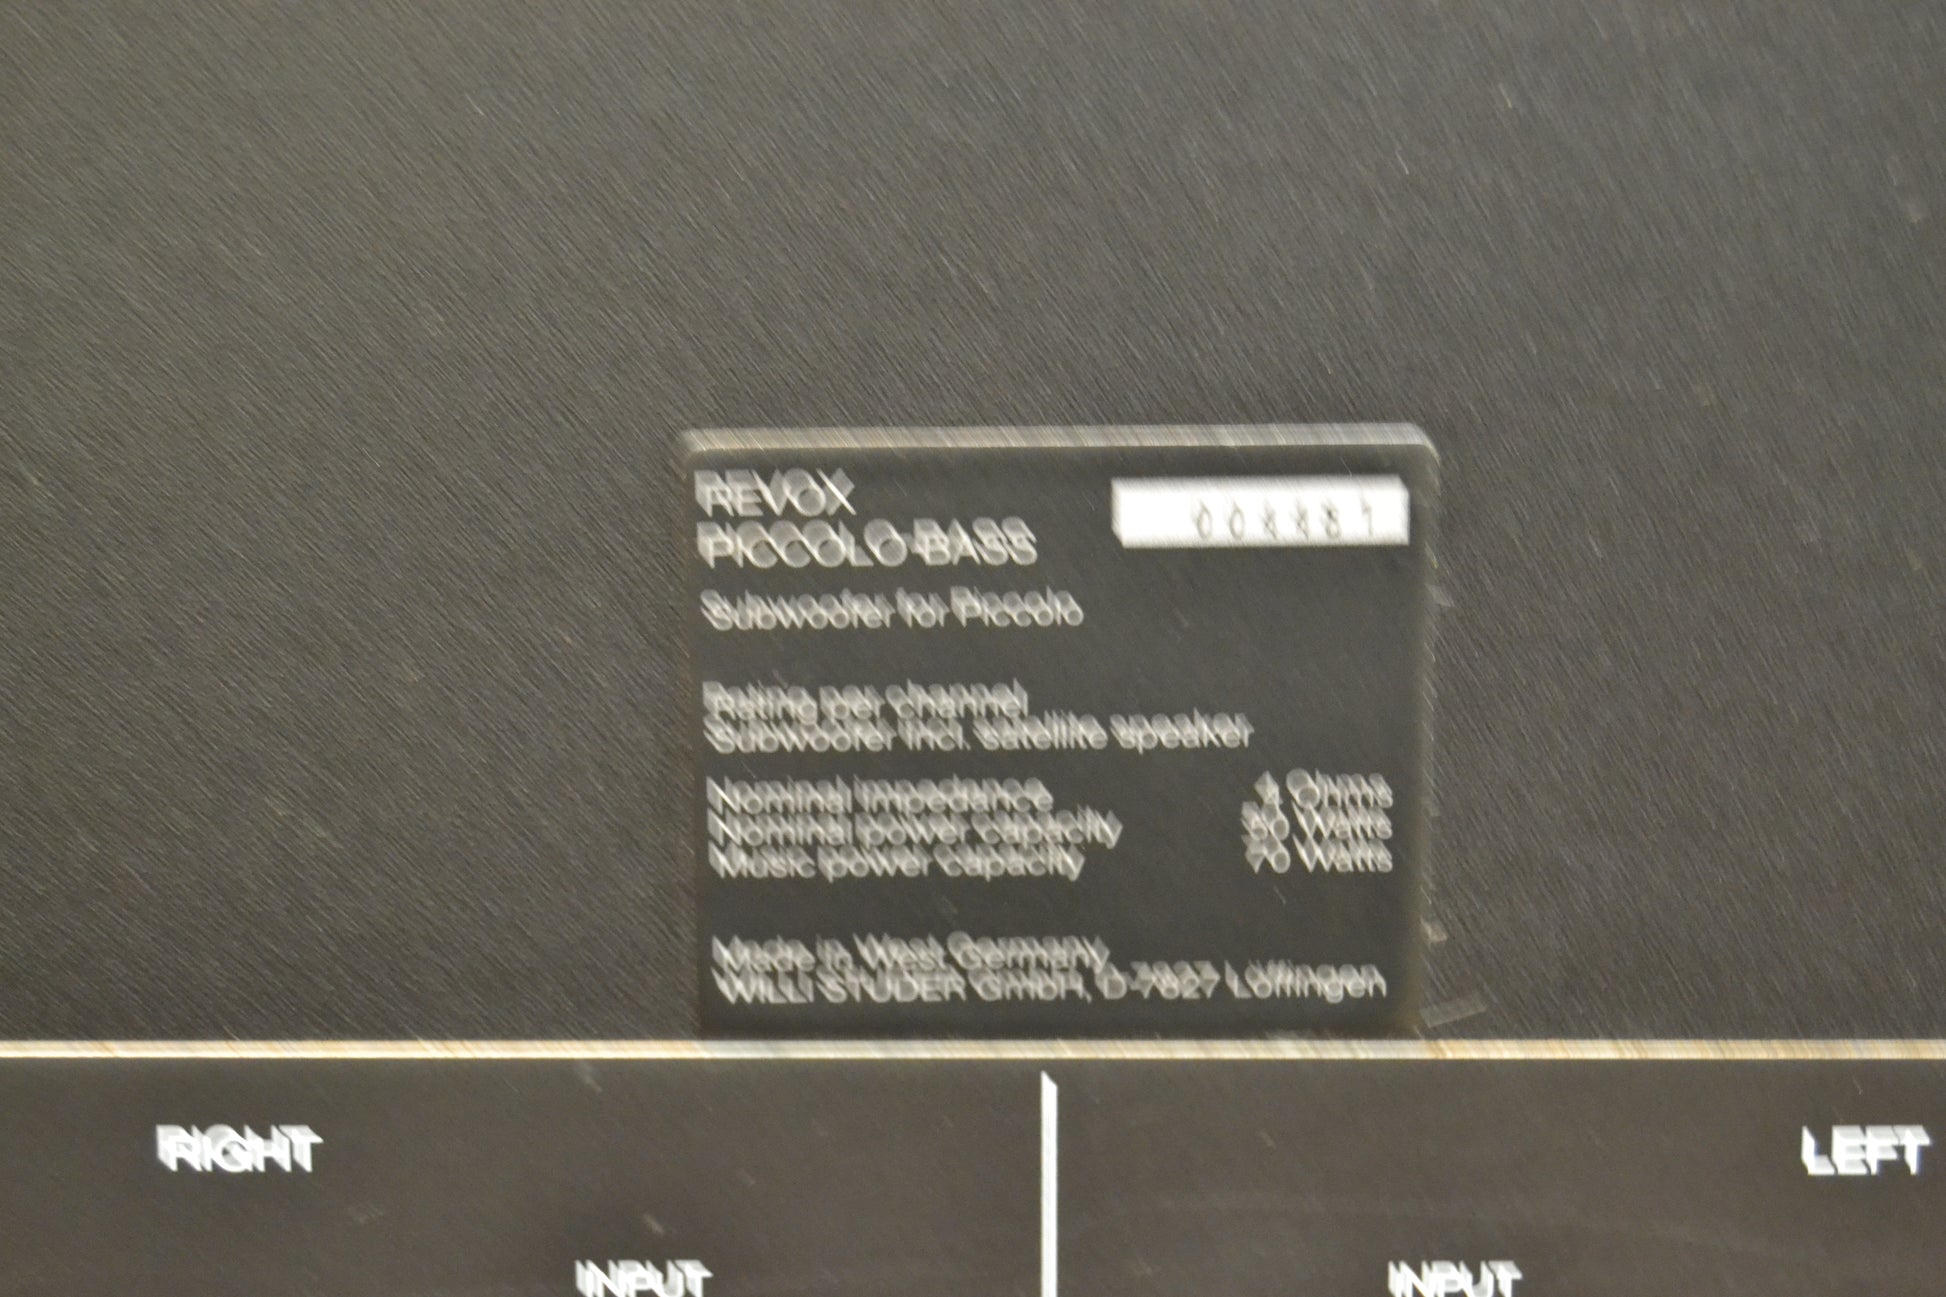 REVOX
PICCOLO-BASS
Subwoofer for Piccolo
Rating per channel
Subwoofer incl. satellite speaker
Nominal impedance 4 Ohms
Nominal power capacity Watts
Music power capacity 70 Watts
Made in West Germany
WILLI STUDER GmbH, D-7827 Löffingen
RIGHT
LEFT
INPUT
INPUT